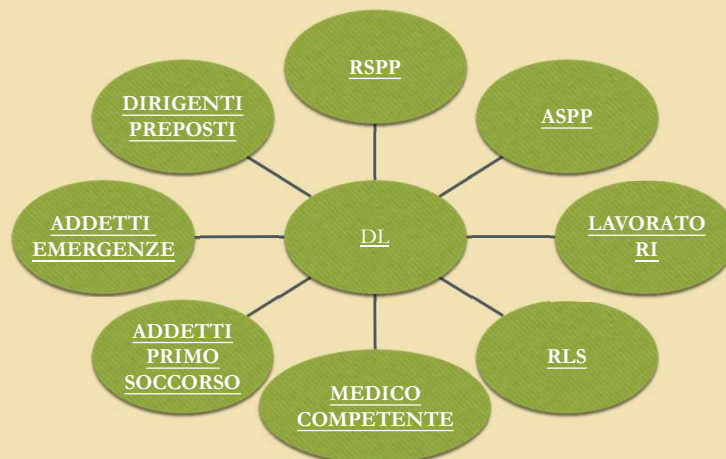 RSPP
DIRIGENTI
PREPOSTI
ASPP
ADDETTI
EMERGENZE
DL
LAVORATO
RI
ADDETTI
PRIMO
SOCCORSO
RLS
MEDICO
COMPETENTE